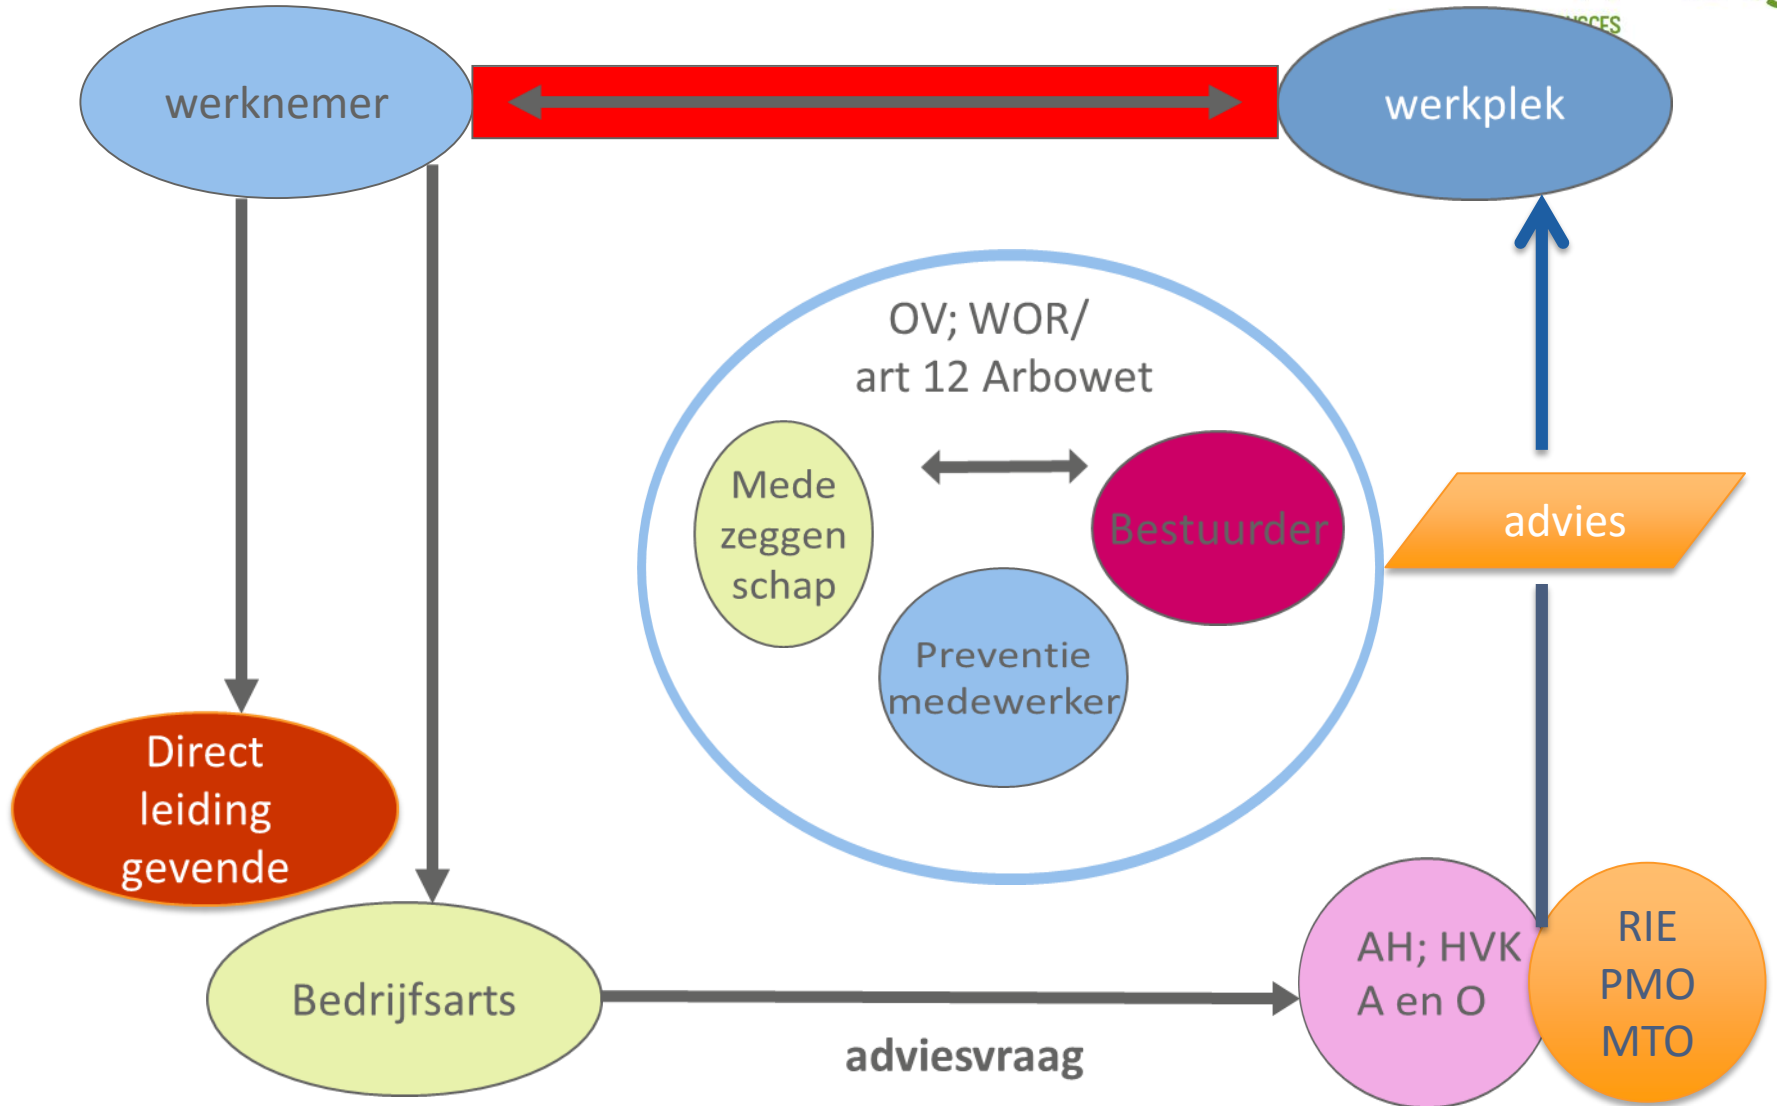 werknemer
werkplek
OV; WOR/
art 12 Arbowet
Mede
zeggen
schap
Bestuurder
Preventie
medewerker
advies
Direct
leiding
gevende
Bedrijfsarts
adviesvraag
AH; HVK
A en O
RIE
PMO
MTO